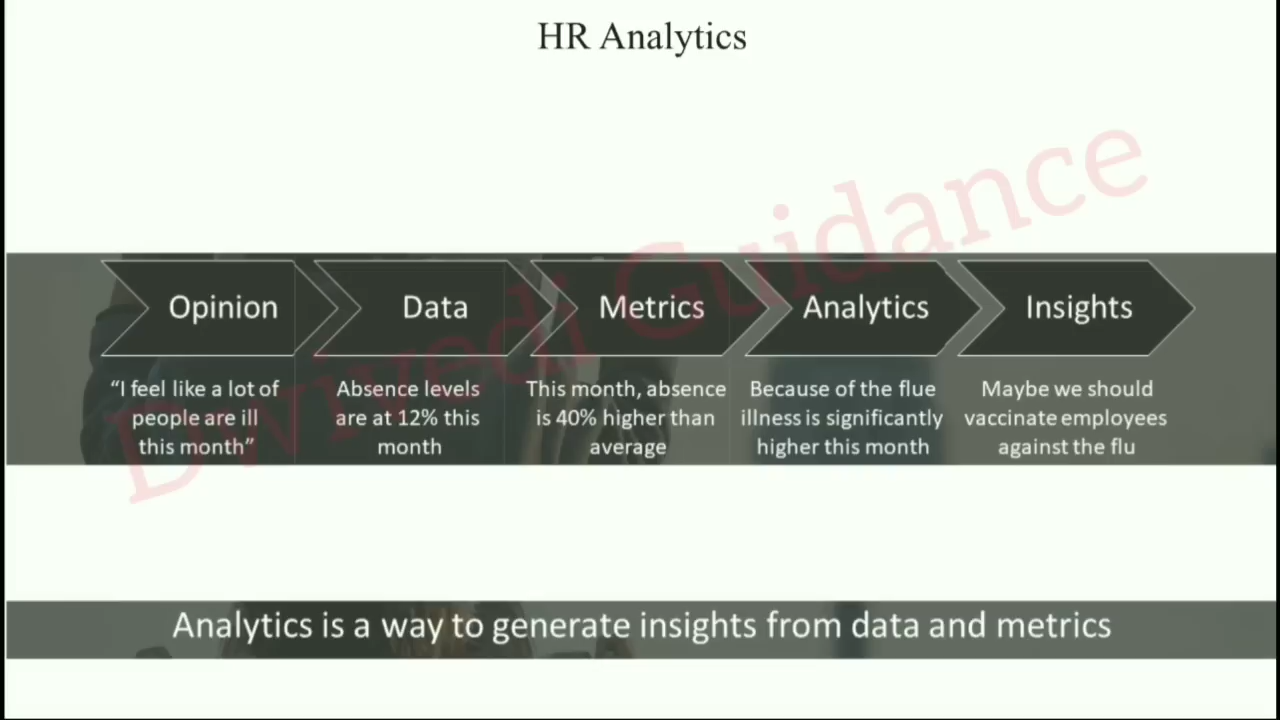 HR Analytics
Opinion
Data
Metrics
Analytics
Insights
“I feel like a lot of
people are ill
this month”
Absence levels
are at 12% this
month
This month, absence
is 40% higher than
average
Because of the flue
illness is significantly
higher this month
Maybe we should
vaccinate employees
against the flu
Analytics is a way to generate insights from data and metrics
Dwivedi Guidance